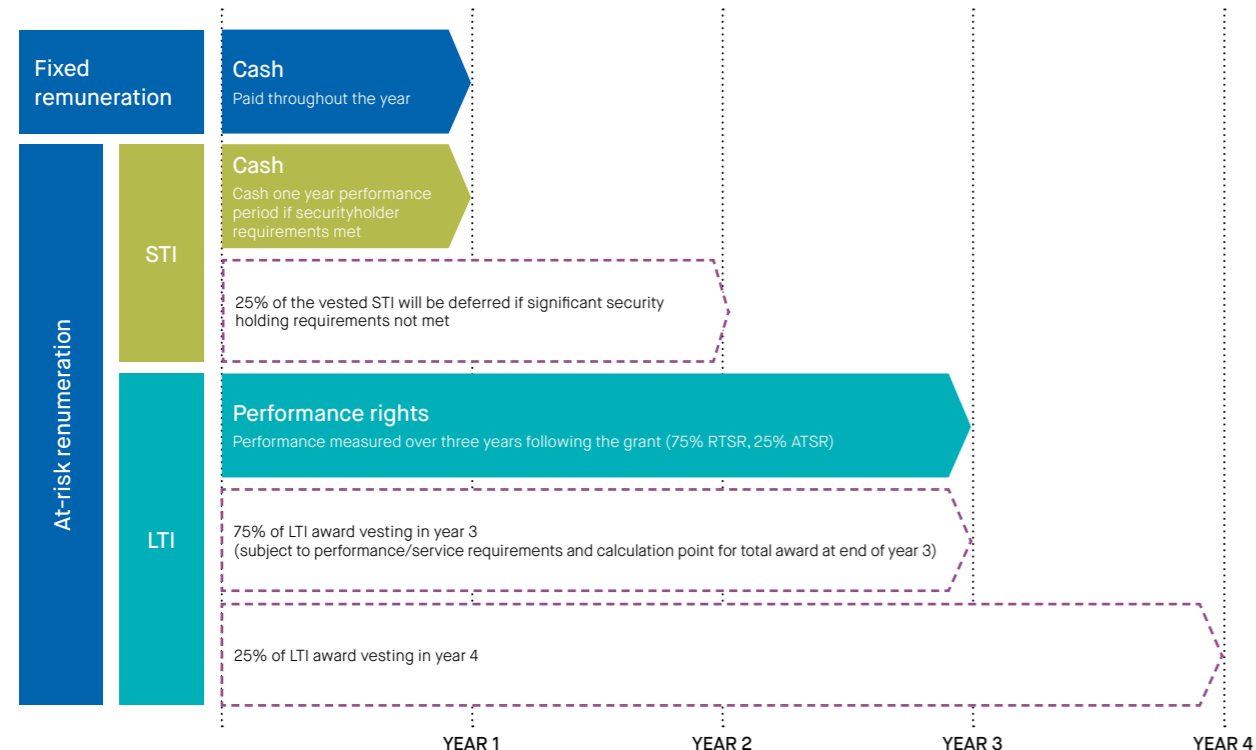 Fixed
remuneration
Cash
Paid throughout the year
At-risk renumeration
STI
Cash
Cash one year performance
period if securityholder
requirements met
25% of the vested STI will be deferred if significant security
holding requirements not met
LTI
Performance rights
Performance measured over three years following the grant (75% RTSR, 25% ATSR)
75% of LTI award vesting in year 3
(subject to performance/service requirements and calculation point for total award at end of year 3)
25% of LTI award vesting in year 4
YEAR 1
YEAR 2
YEAR 3
YEAR 4